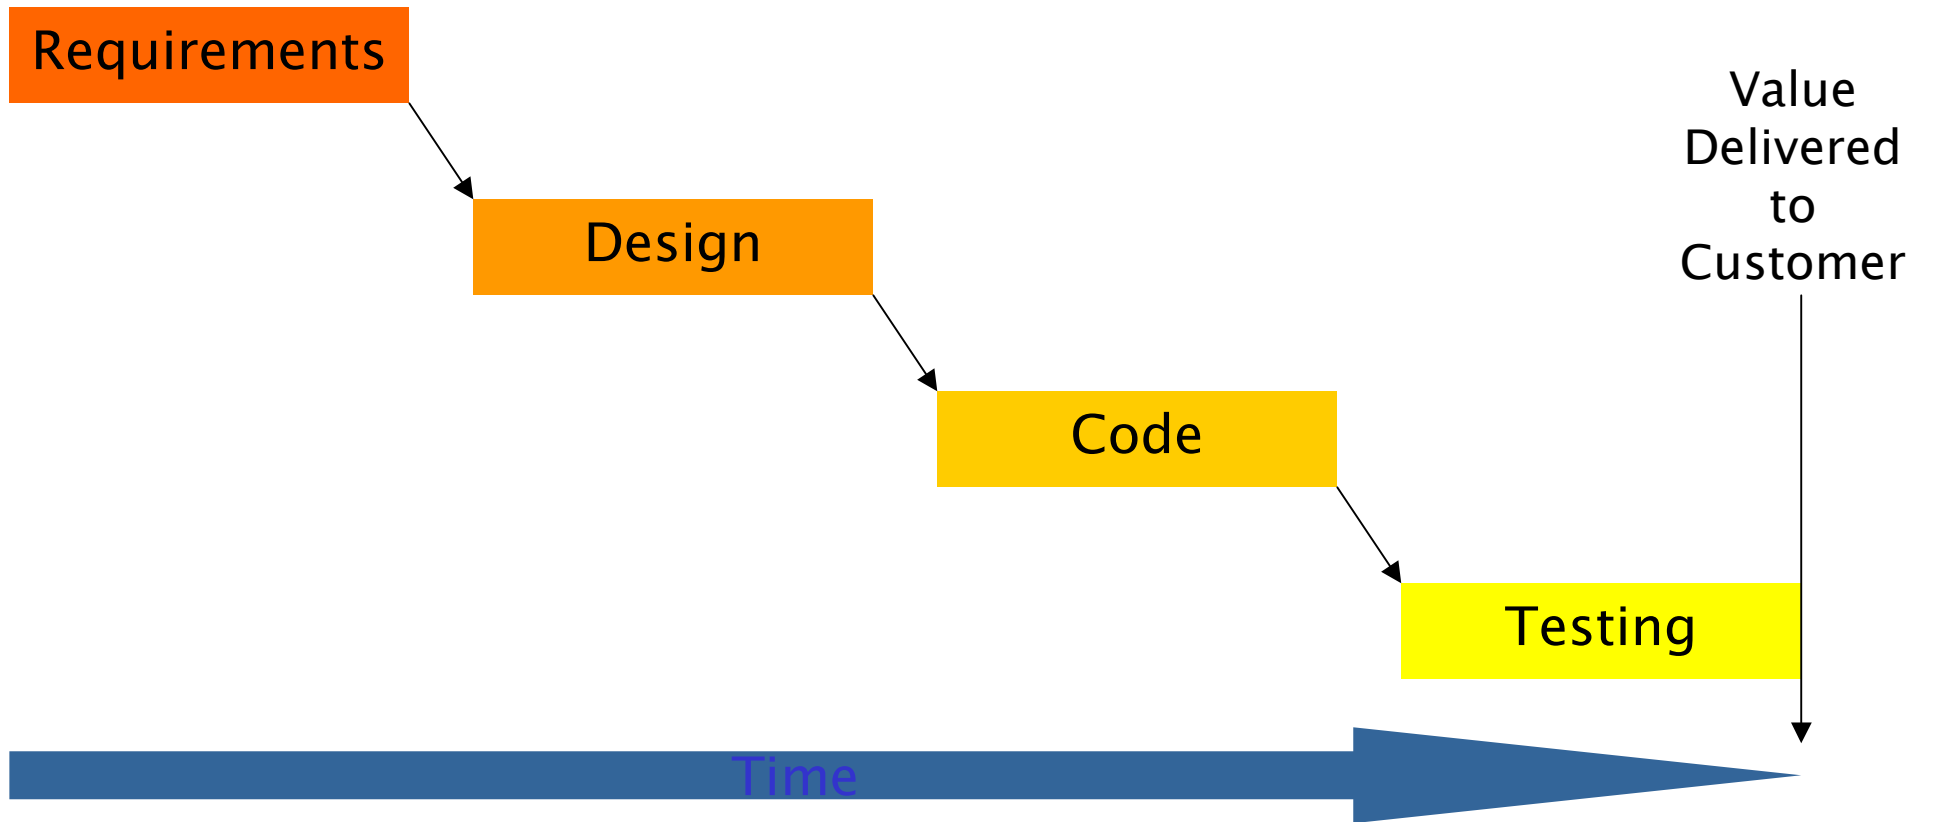 Requirements
Value
Delivered
to
Customer
Design
Code
Testing
Time